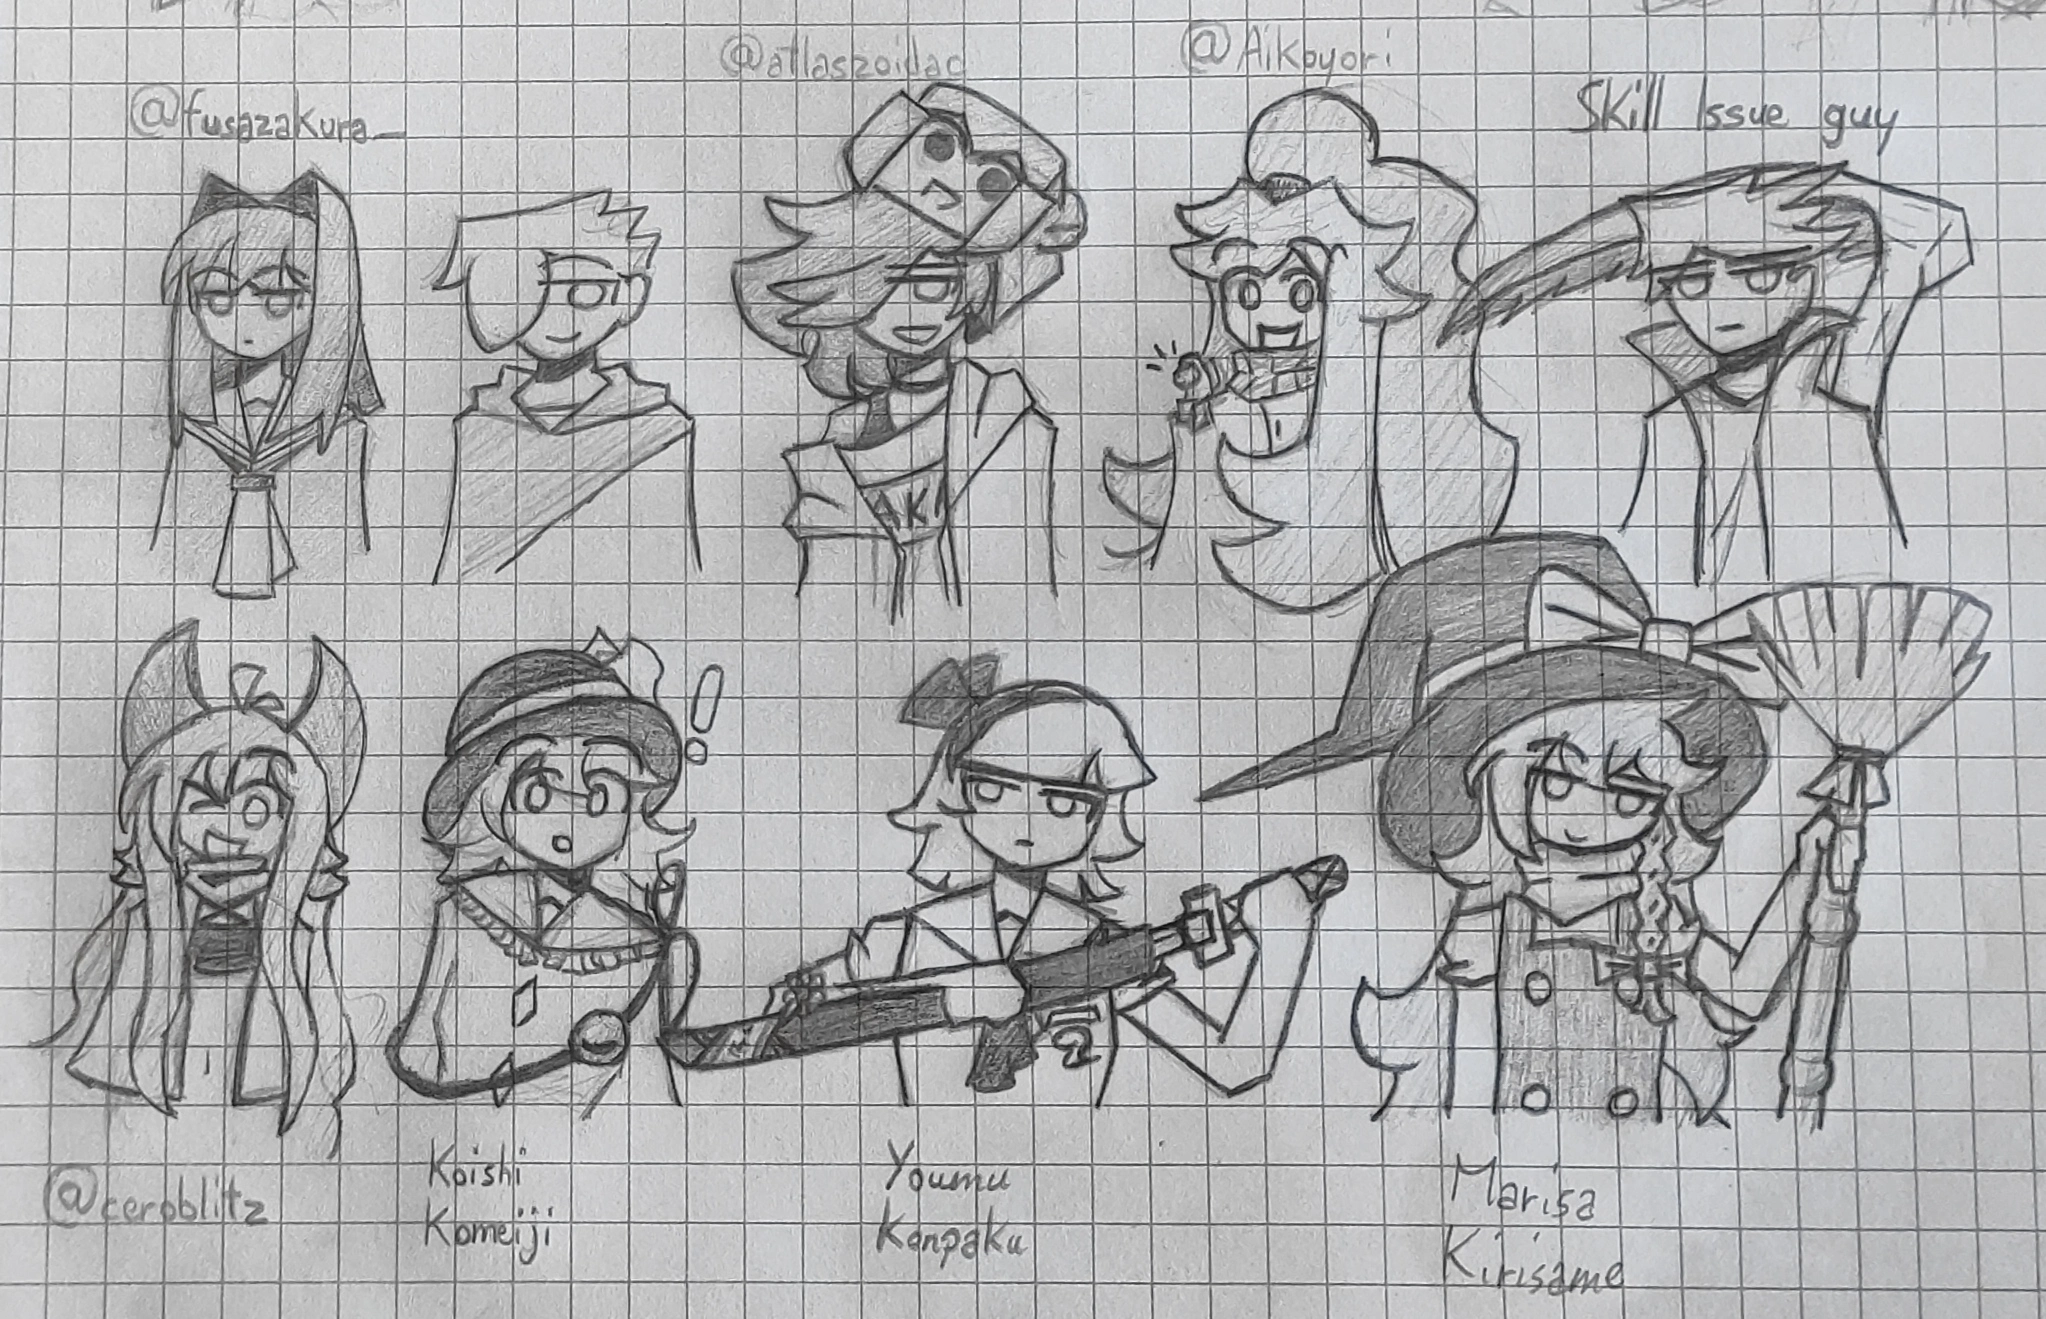 @fusazakura_
@atlaszoidac
@Aikoyori
Skill Issue guy
AKI
@ceroblitz
Koishi
Komeiji
Youmu
Konpaku
Marisa
Kirisame